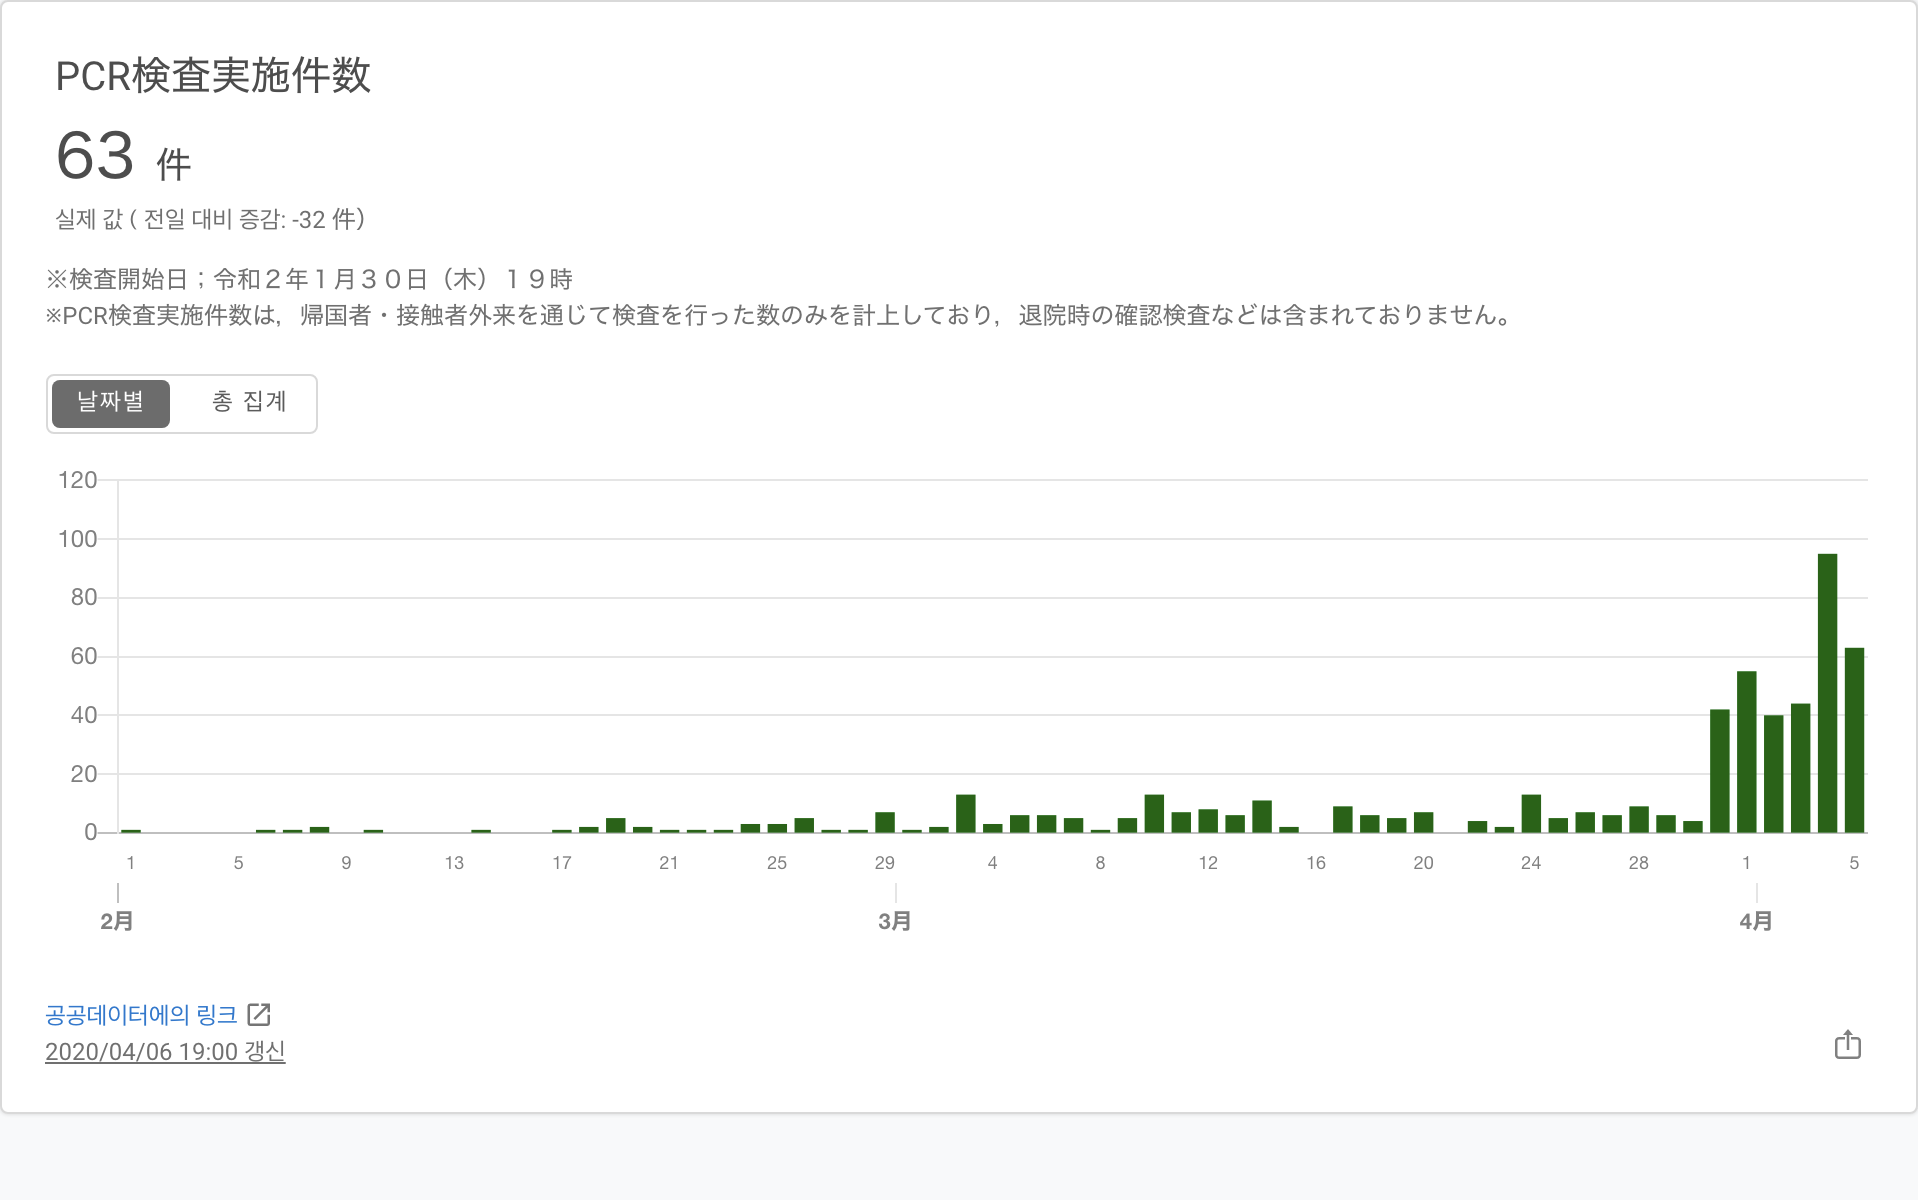 PCR検査実施件数
63 件
실제 값 ( 전일 대비 증감: -32 件)
※検査開始日；令和２年１月３０日（木）１９時
※PCR検査実施件数は，帰国者・接触者外来を通じて検査を行った数のみを計上しており，退院時の確認検査などは含まれておりません。
날짜별 총 집계
120
100
80
60
40
20
0
1 5 9 13 17 21 25 29 4 8 12 16 20 24 28 1 5
2月 3月 4月
공공데이터에의 링크
2020/04/06 19:00 갱신